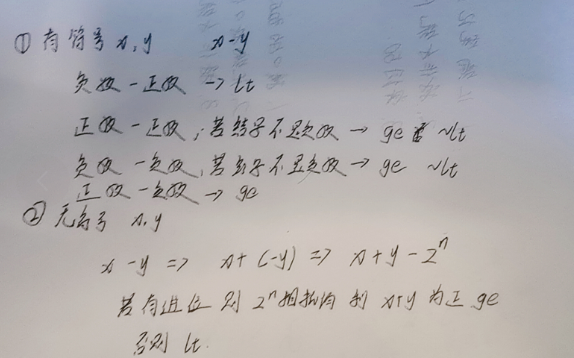 ① 有符号 x, y x-y
负数 - 正数 → lt
正数 - 正数, 若结果不是负数 → ge ~lt
负数 - 负数, 若结果不是负数 → ge ~lt
正数 - 负数 → ge
② 无符号 x, y
x - y => x + (-y) => x + y - 2ⁿ
若有进位 则 2ⁿ相抵消 则 x+y 为正 ge
否则 lt.